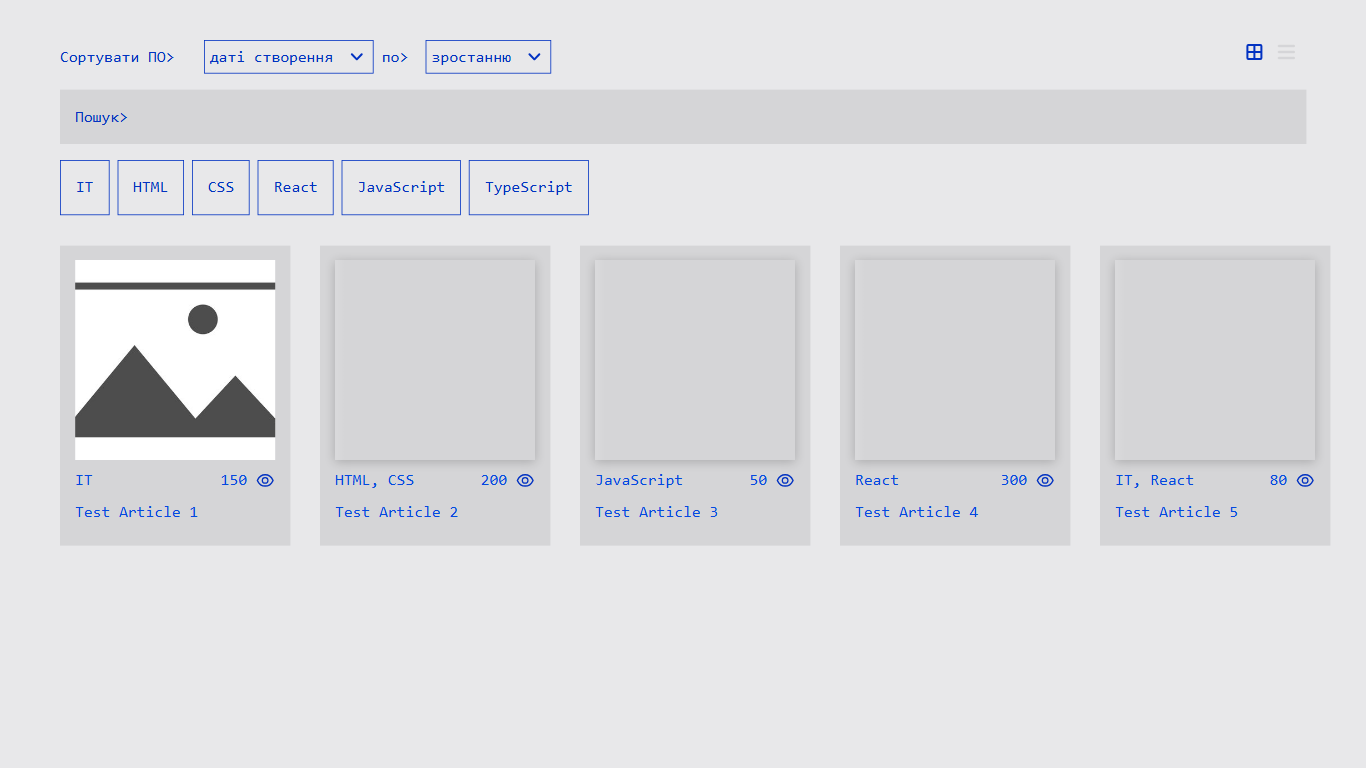 Сортувати ПО> даті створення по> зростанню
Пошук>
IT HTML CSS React JavaScript TypeScript
IT 150 HTML, CSS 200 JavaScript 50 React 300 IT, React 80
Test Article 1 Test Article 2 Test Article 3 Test Article 4 Test Article 5